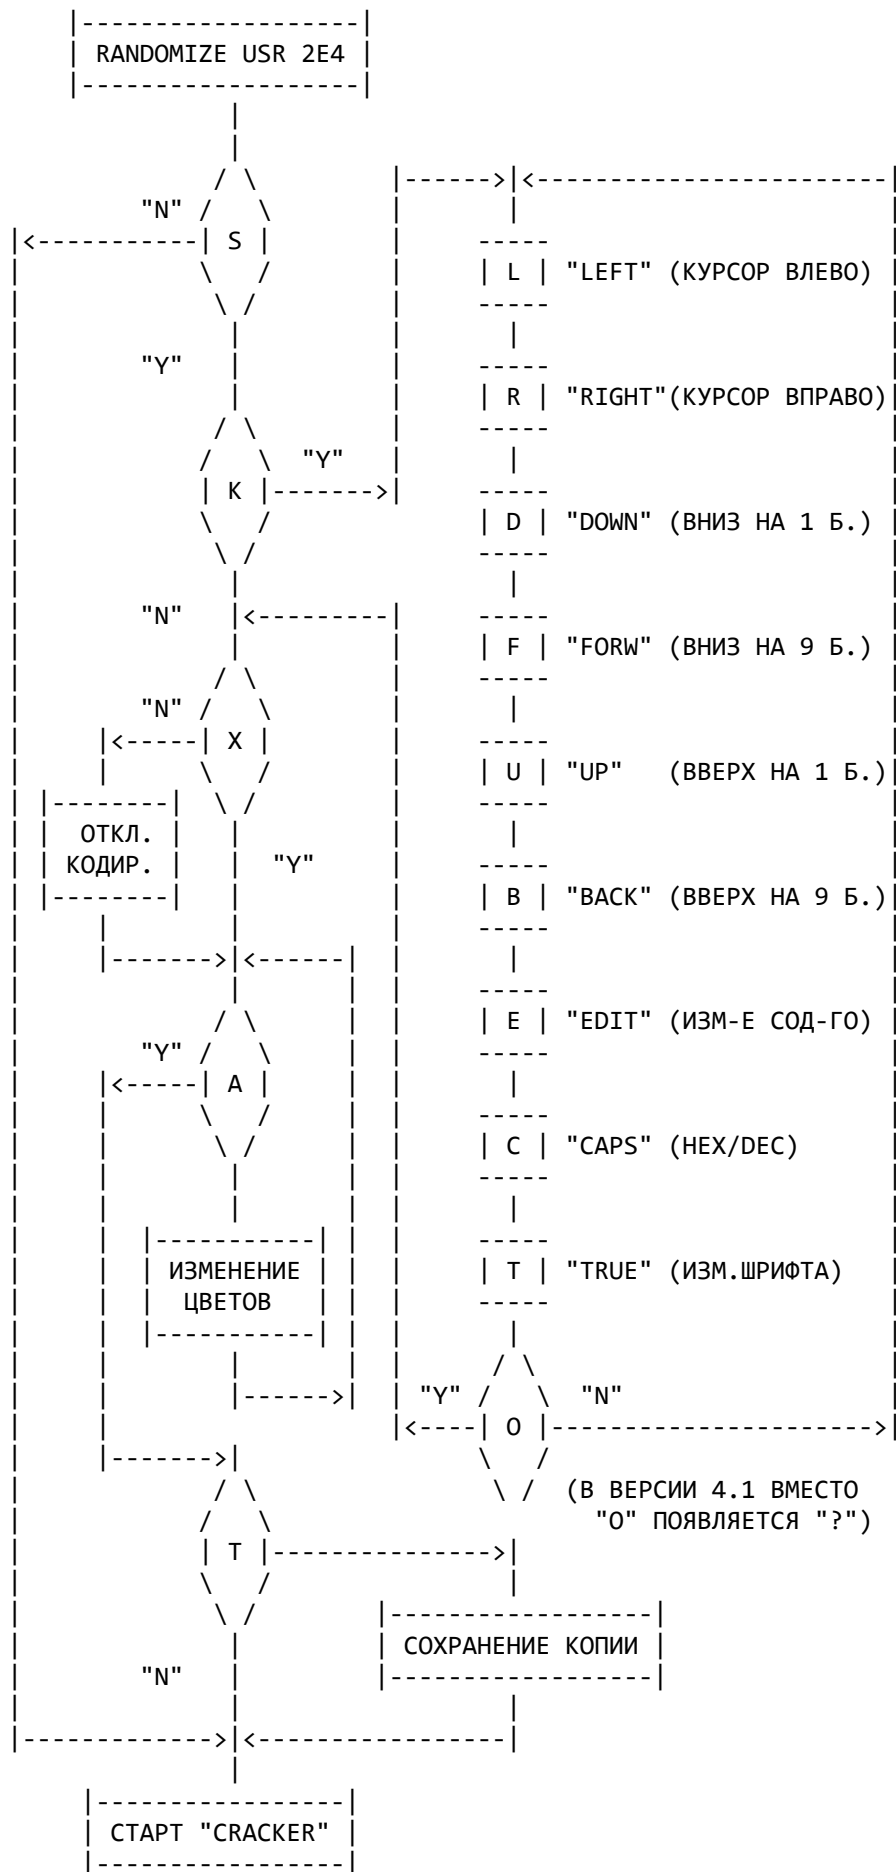 RANDOMIZE USR 2E4
"N"
S
L "LEFT" (КУРСОР ВЛЕВО)
"Y"
R "RIGHT"(КУРСОР ВПРАВО)
"Y"
K
D "DOWN" (ВНИЗ НА 1 Б.)
"N"
F "FORW" (ВНИЗ НА 9 Б.)
"N"
X
U "UP" (ВВЕРХ НА 1 Б.)
ОТКЛ.
КОДИР.
"Y"
B "BACK" (ВВЕРХ НА 9 Б.)
E "EDIT" (ИЗМ-Е СОД-ГО)
"Y"
A
C "CAPS" (HEX/DEC)
ИЗМЕНЕНИЕ
ЦВЕТОВ
T "TRUE" (ИЗМ.ШРИФТА)
"Y" "N"
O
(В ВЕРСИИ 4.1 ВМЕСТО
"О" ПОЯВЛЯЕТСЯ "?")
T
СОХРАНЕНИЕ КОПИИ
"N"
СТАРТ "CRACKER"